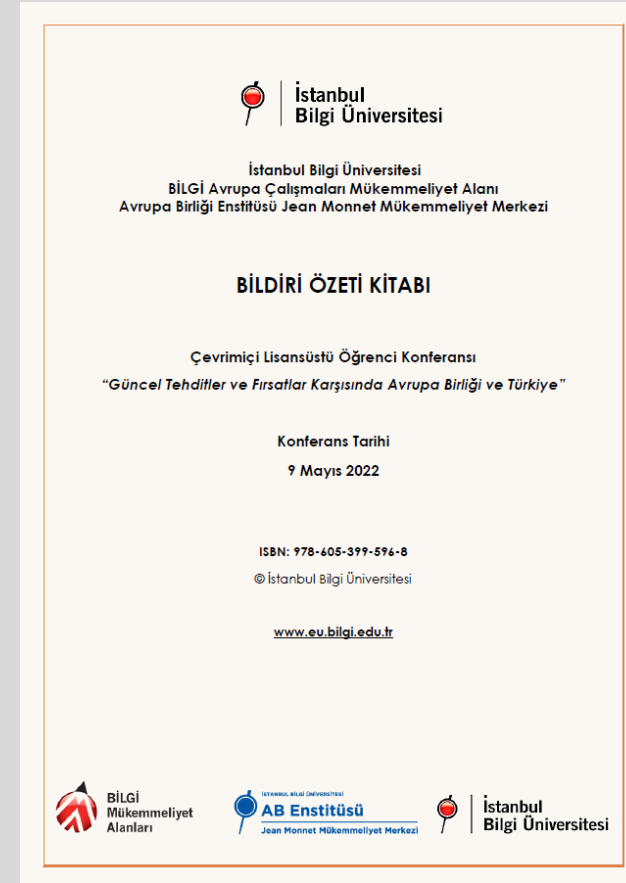 İstanbul
Bilgi Üniversitesi
İstanbul Bilgi Üniversitesi
BİLGİ Avrupa Çalışmaları Mükemmeliyet Alanı
Avrupa Birliği Enstitüsü Jean Monnet Mükemmeliyet Merkezi
BİLDİRİ ÖZETİ KİTABI
Çevrimiçi Lisansüstü Öğrenci Konferansı
“Güncel Tehditler ve Fırsatlar Karşısında Avrupa Birliği ve Türkiye”
Konferans Tarihi
9 Mayıs 2022
ISBN: 978-605-399-596-8
© İstanbul Bilgi Üniversitesi
www.eu.bilgi.edu.tr
BİLGİ
Mükemmeliyet
Alanları
İSTANBUL BİLGİ ÜNİVERSİTESİ
AB Enstitüsü
Jean Monnet Mükemmeliyet Merkezi
İstanbul
Bilgi Üniversitesi